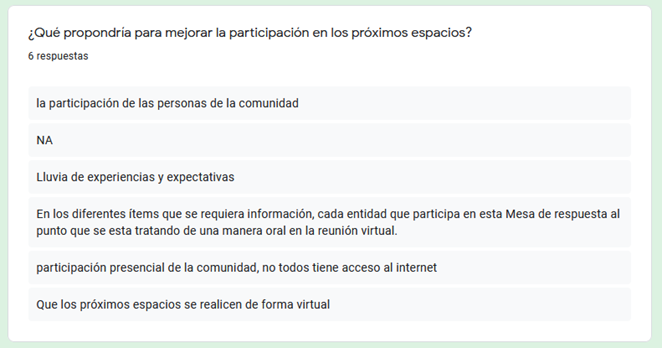 ¿Qué propondría para mejorar la participación en los próximos espacios?
6 respuestas
la participación de las personas de la comunidad
NA
Lluvia de experiencias y expectativas
En los diferentes ítems que se requiera información, cada entidad que participa en esta Mesa de respuesta al
punto que se esta tratando de una manera oral en la reunión virtual.
participación presencial de la comunidad, no todos tiene acceso al internet
Que los próximos espacios se realicen de forma virtual